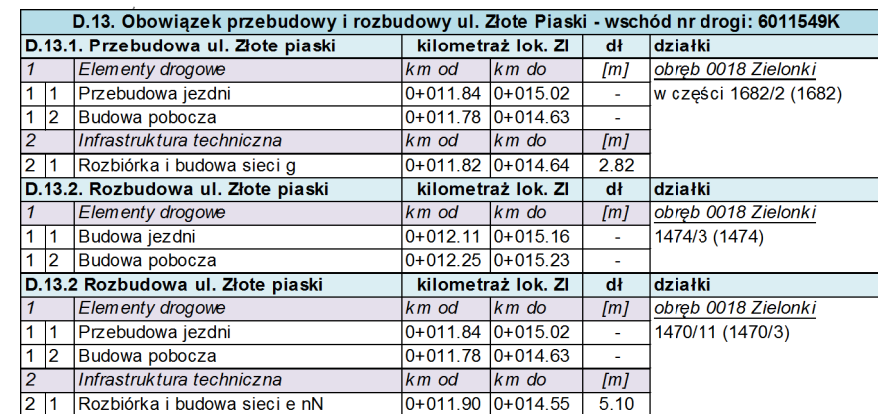 D.13. Obowiązek przebudowy i rozbudowy ul. Złote Piaski - wschód nr drogi: 6011549K
D.13.1. Przebudowa ul. Złote piaski kilometraż lok. Zl dł działki
1 Elementy drogowe km od km do [m] obręb 0018 Zielonki
1 1 Przebudowa jezdni 0+011.84 0+015.02 - w części 1682/2 (1682)
1 2 Budowa pobocza 0+011.78 0+014.63 -
2 Infrastruktura techniczna km od km do [m]
2 1 Rozbiórka i budowa sieci g 0+011.82 0+014.64 2.82
D.13.2. Rozbudowa ul. Złote piaski kilometraż lok. Zl dł działki
1 Elementy drogowe km od km do [m] obręb 0018 Zielonki
1 1 Budowa jezdni 0+012.11 0+015.16 - 1474/3 (1474)
1 2 Budowa pobocza 0+012.25 0+015.23 -
D.13.2 Rozbudowa ul. Złote piaski kilometraż lok. Zl dł działki
1 Elementy drogowe km od km do [m] obręb 0018 Zielonki
1 1 Przebudowa jezdni 0+011.84 0+015.02 - 1470/11 (1470/3)
1 2 Budowa pobocza 0+011.78 0+014.63 -
2 Infrastruktura techniczna km od km do [m]
2 1 Rozbiórka i budowa sieci e nN 0+011.90 0+014.55 5.10